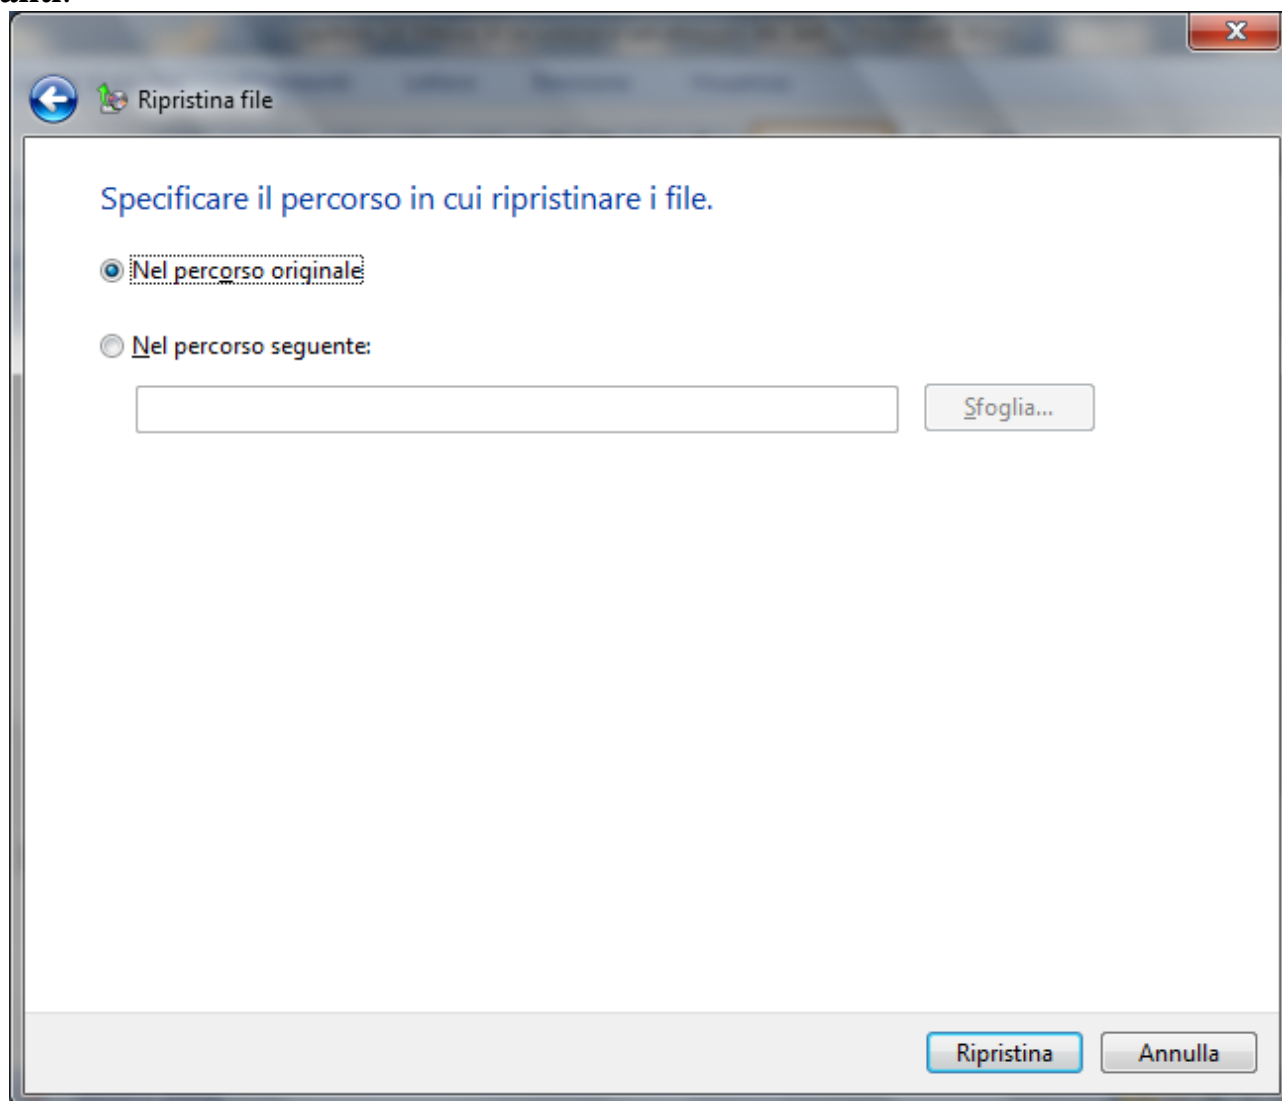 Ripristina file
Specificare il percorso in cui ripristinare i file.
Nel percorso originale
Nel percorso seguente:
Sfoglia...
Ripristina Annulla